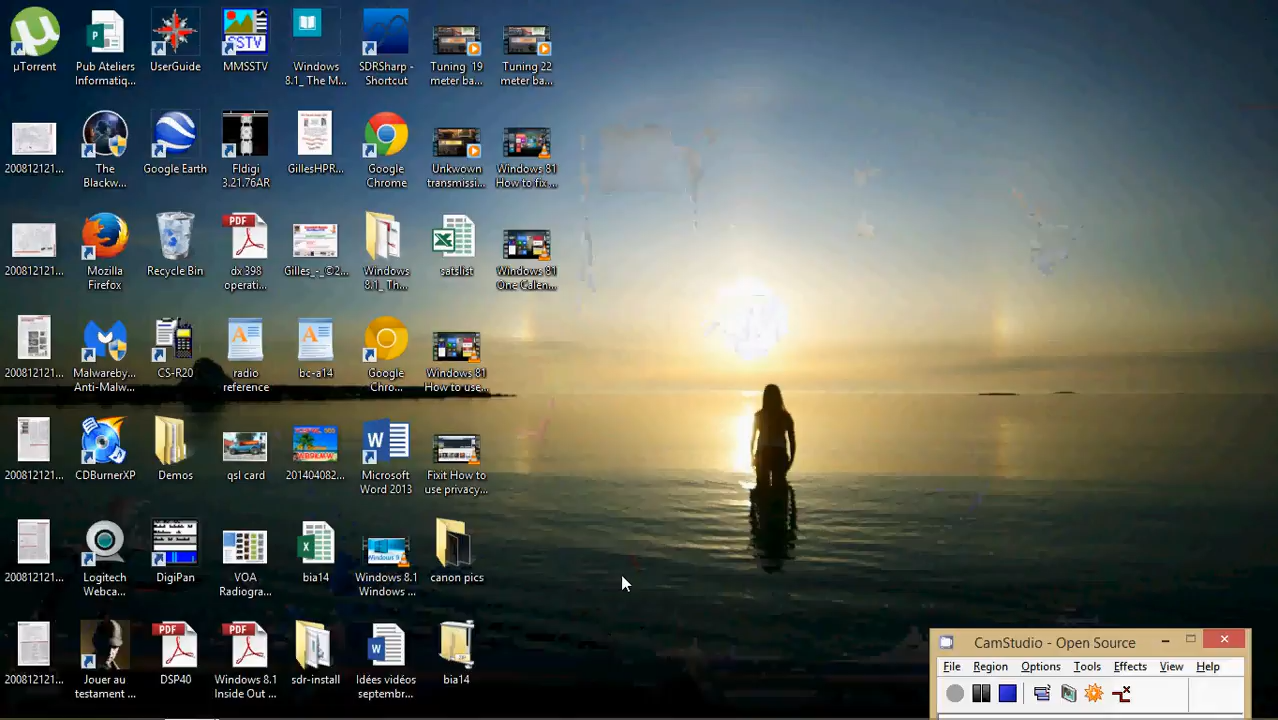 µTorrent
Pub Ateliers
Informatiq...
UserGuide
MMSSTV
Windows
8.1_ The M...
SDRSharp -
Shortcut
Tuning 19
meter ba...
Tuning 22
meter ba...
200812121...
The
Blackw...
Google Earth
Fldigi
3.21.76AR
GillesHPR...
Google
Chrome
Unkwown
transmissi...
Windows 81
How to fix,...
200812121...
Mozilla
Firefox
Recycle Bin
dx 398
operati...
Gilles_-_©2...
Windows
8.1_ Th...
satslist
Windows 81
One Calen...
200812121...
Malwareby...
Anti-Malw...
CS-R20
radio
reference
bc-a14
Google
Chro...
Windows 81
How to use...
200812121...
CDBurnerXP
Demos
qsl card
201404082...
Microsoft
Word 2013
Fixit How to
use privacy...
200812121...
Logitech
Webca...
DigiPan
VOA
Radiogra...
bia14
Windows 8.1
Windows ...
canon pics
200812121...
Jouer au
testament ...
DSP40
Windows 8.1
Inside Out ...
sdr-install
Idées vidéos
septembr...
bia14
CamStudio - Open Source
File Region Options Tools Effects View Help